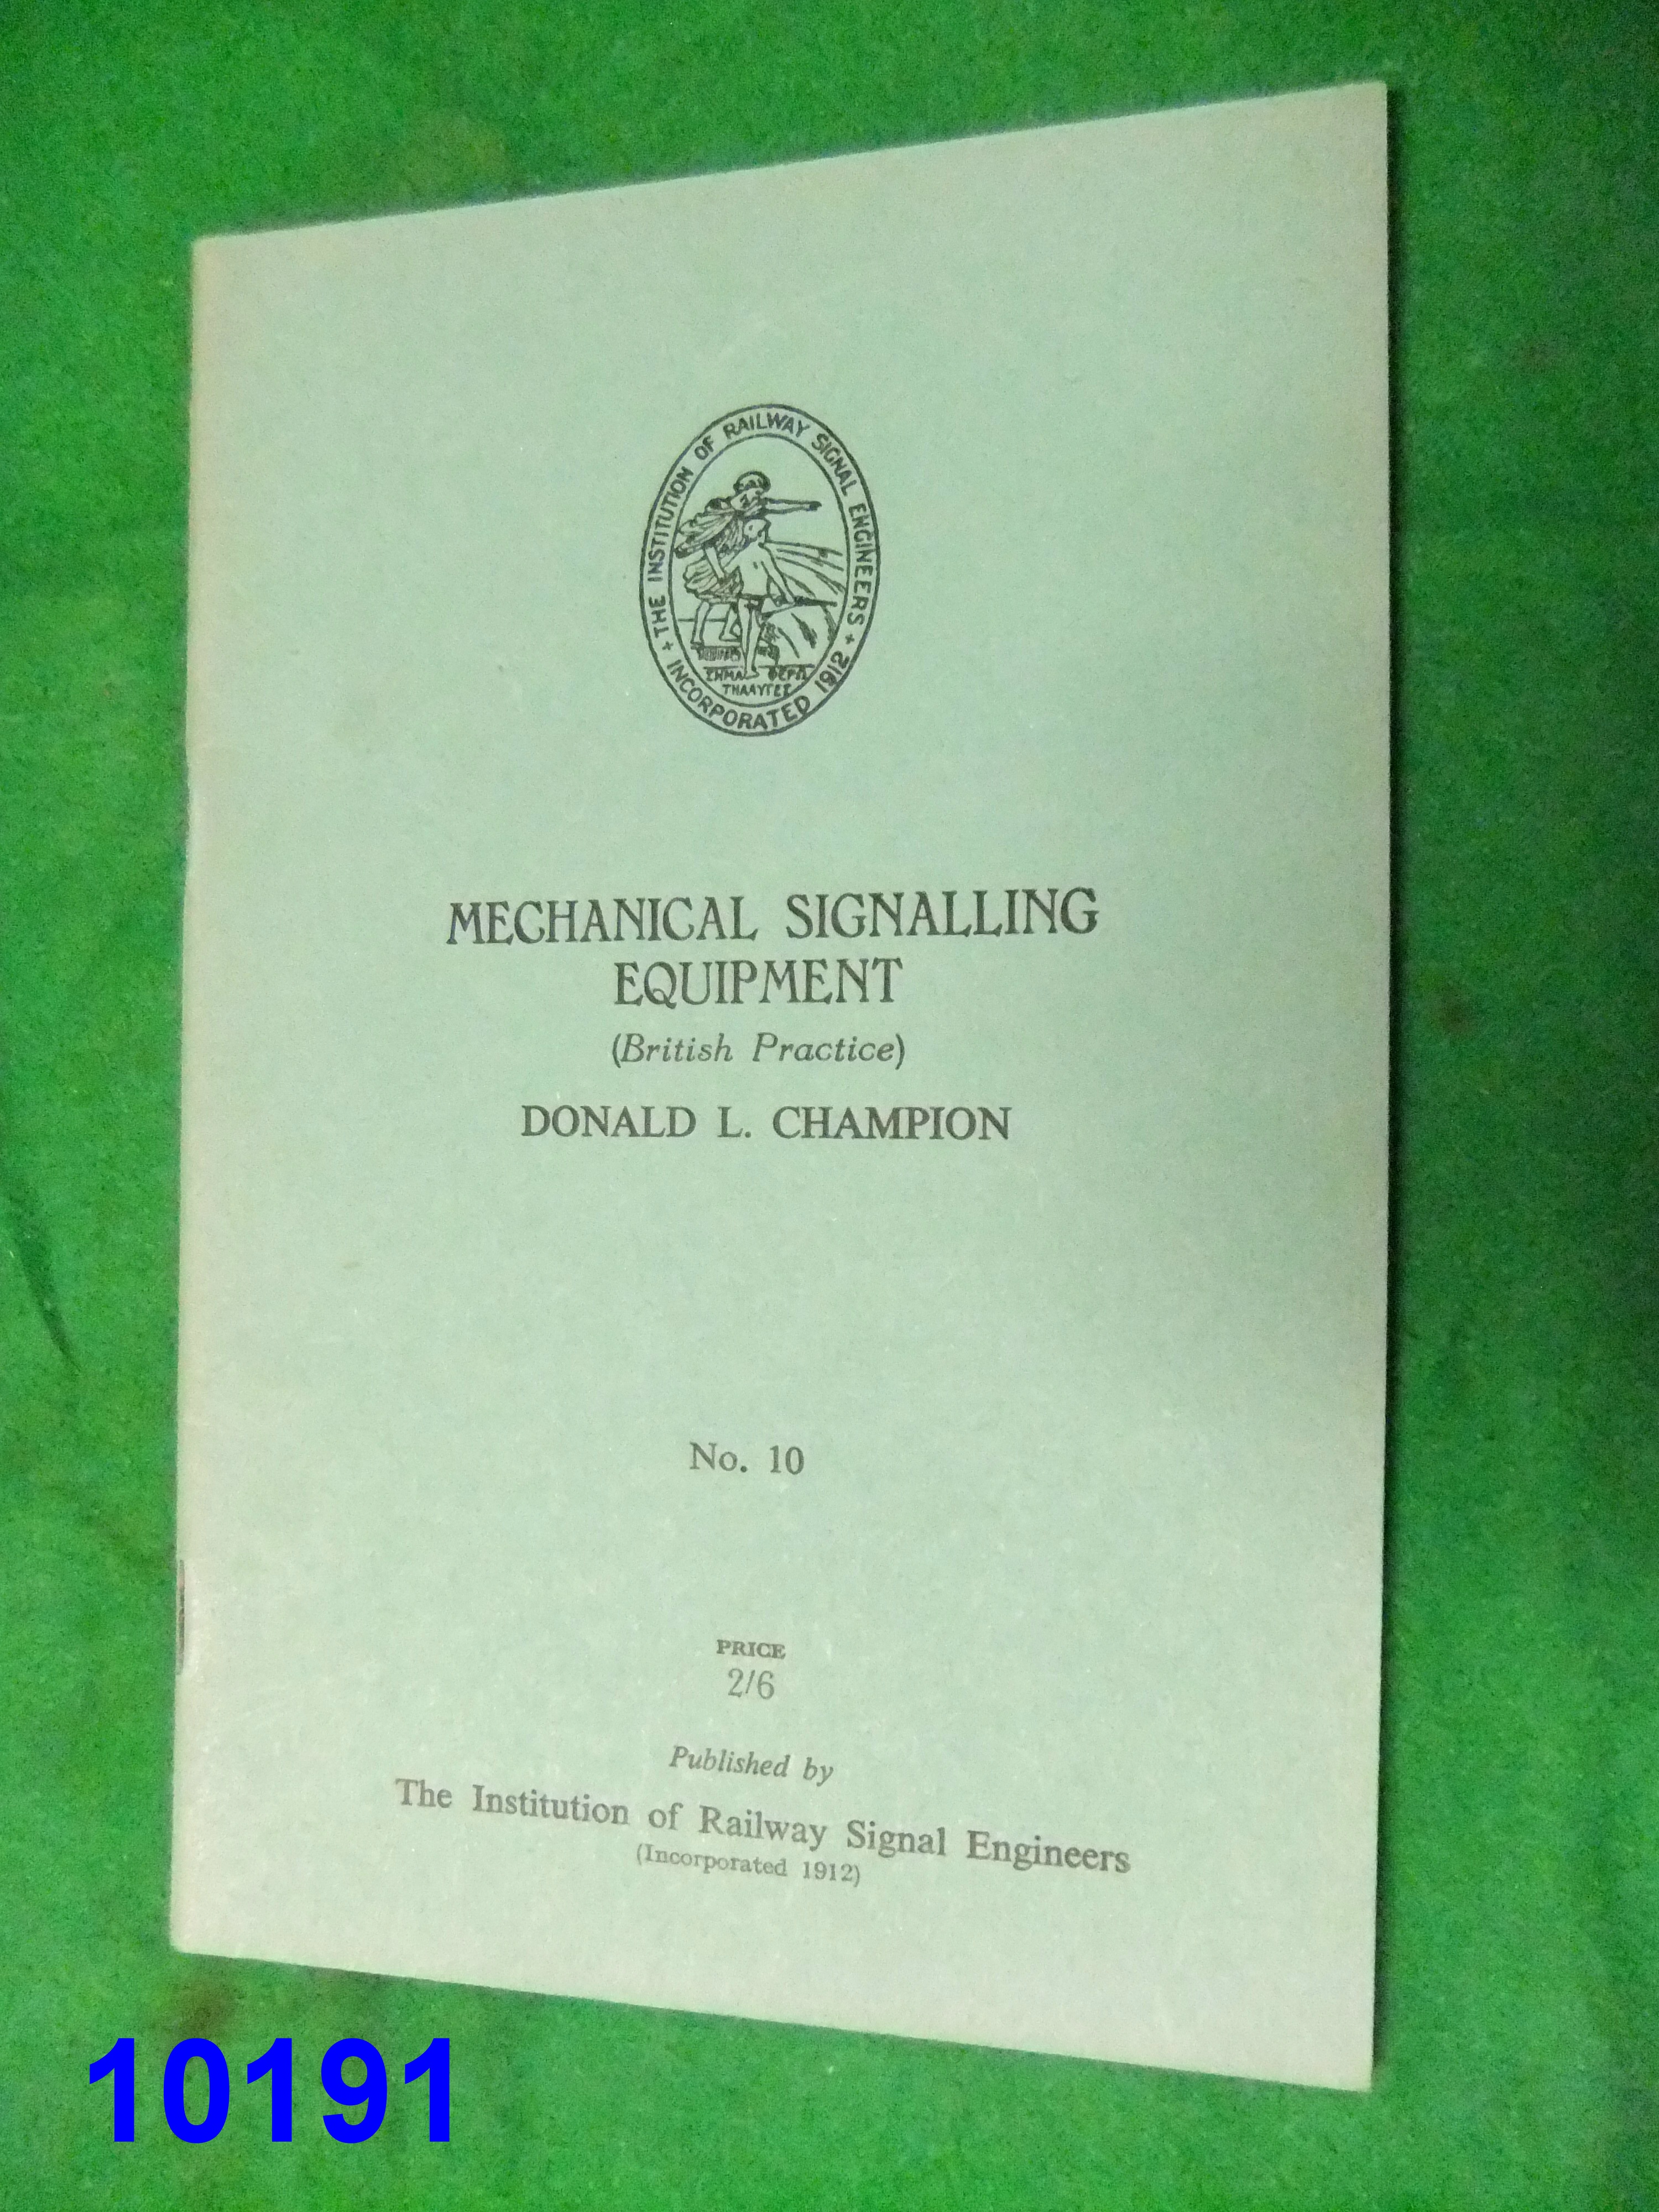 THE INSTITUTION OF RAILWAY SIGNAL ENGINEERS
+ INCORPORATED 1912 +
ΤΗΛΑΥΓΕΣ
MECHANICAL SIGNALLING
EQUIPMENT
(British Practice)
DONALD L. CHAMPION
No. 10
PRICE
2/6
Published by
The Institution of Railway Signal Engineers
(Incorporated 1912)
10191